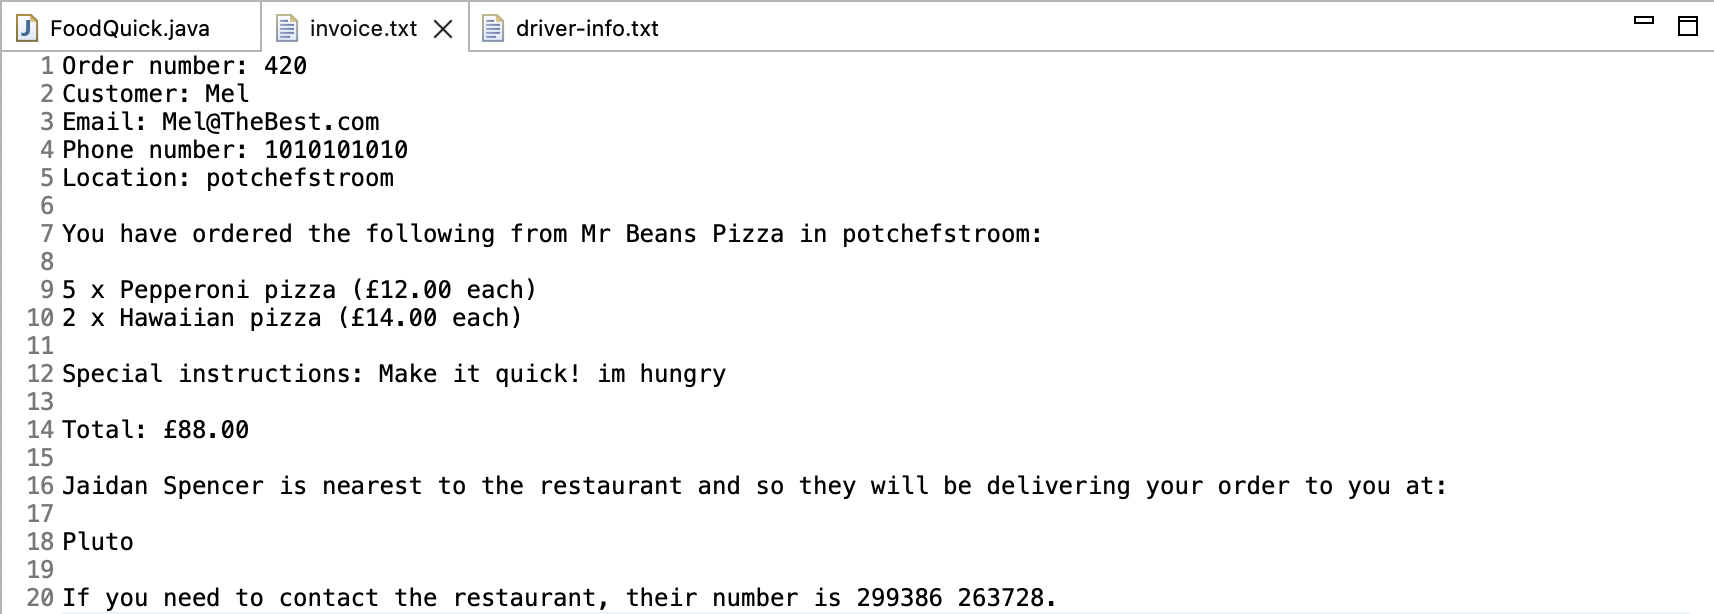 FoodQuick.java invoice.txt driver-info.txt
1 Order number: 420
2 Customer: Mel
3 Email: Mel@TheBest.com
4 Phone number: 1010101010
5 Location: potchefstroom
6
7 You have ordered the following from Mr Beans Pizza in potchefstroom:
8
9 5 x Pepperoni pizza (£12.00 each)
10 2 x Hawaiian pizza (£14.00 each)
11
12 Special instructions: Make it quick! im hungry
13
14 Total: £88.00
15
16 Jaidan Spencer is nearest to the restaurant and so they will be delivering your order to you at:
17
18 Pluto
19
20 If you need to contact the restaurant, their number is 299386 263728.